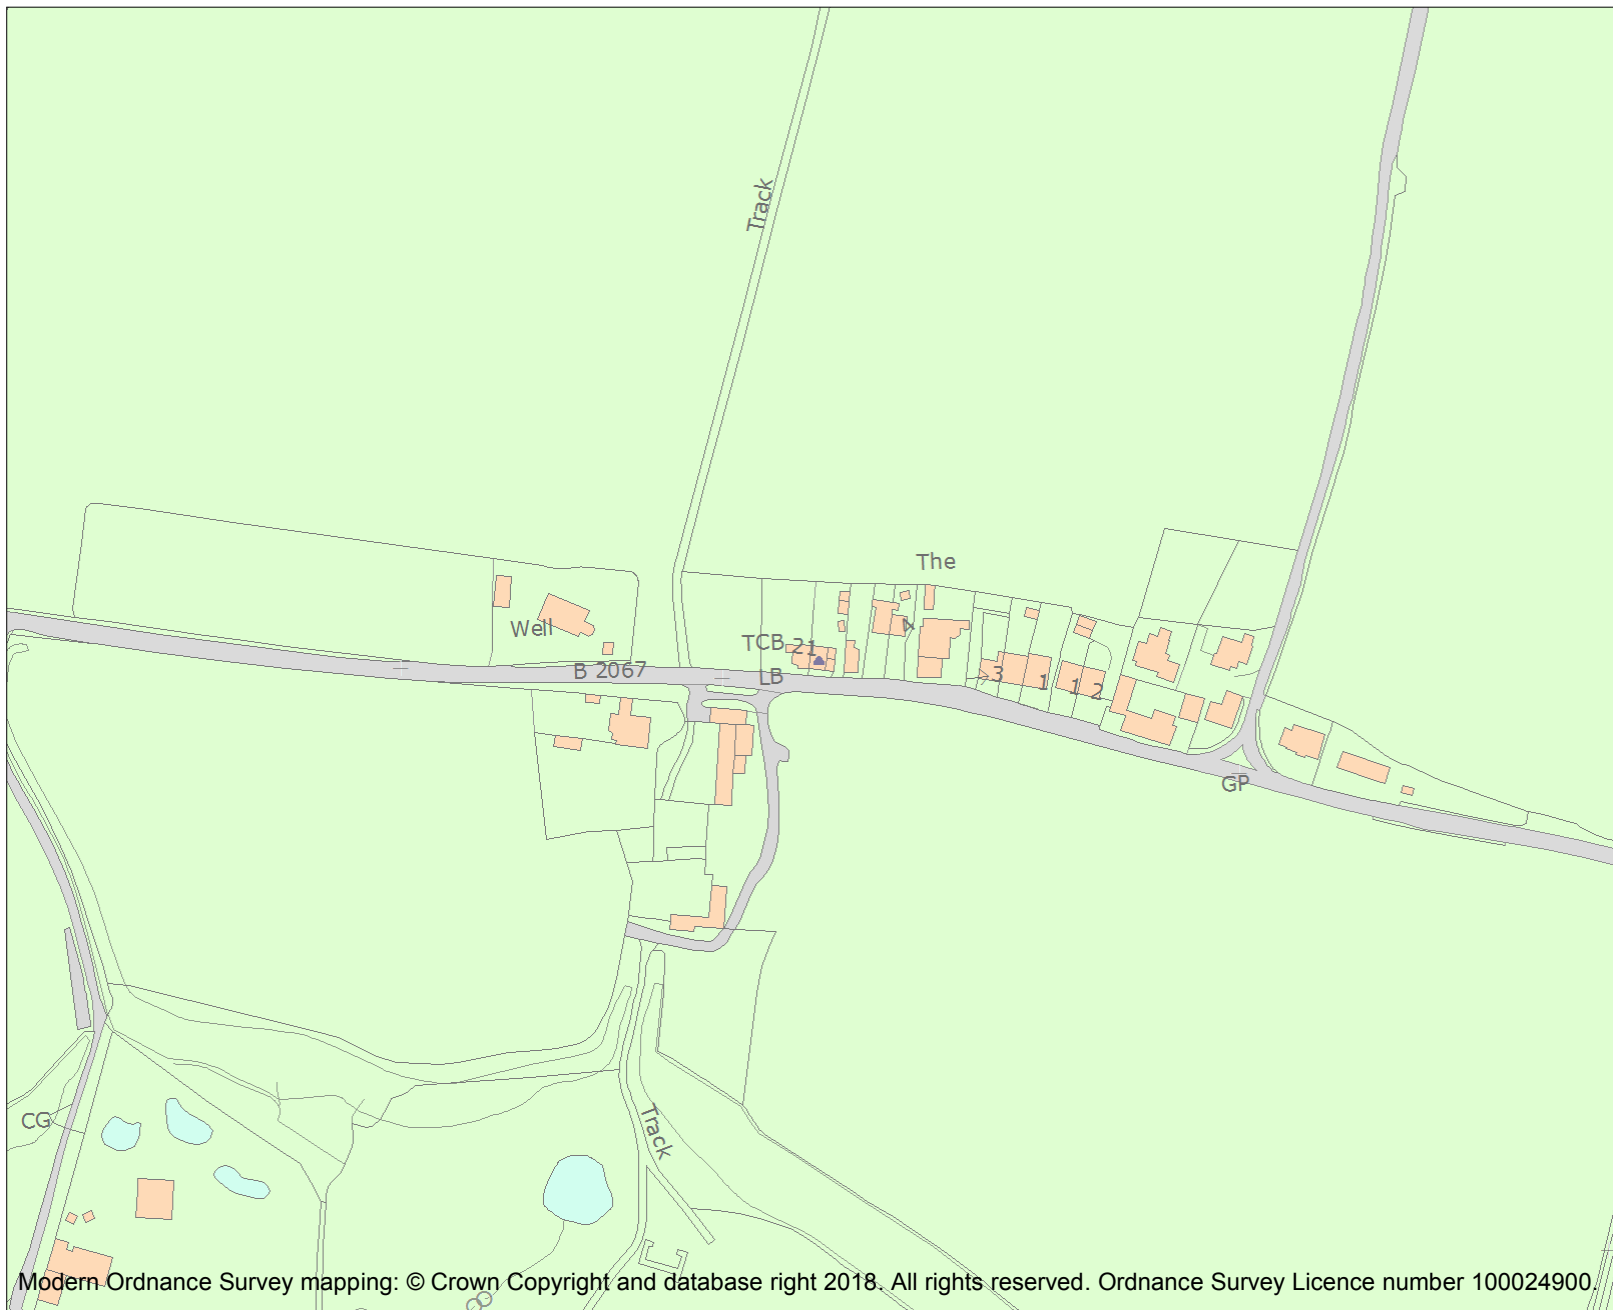 Track
The
Well
TCB
21
4
B 2067
LB
3
1
1
2
GP
CG
Track
Modern Ordnance Survey mapping: © Crown Copyright and database right 2018. All rights reserved. Ordnance Survey Licence number 100024900.